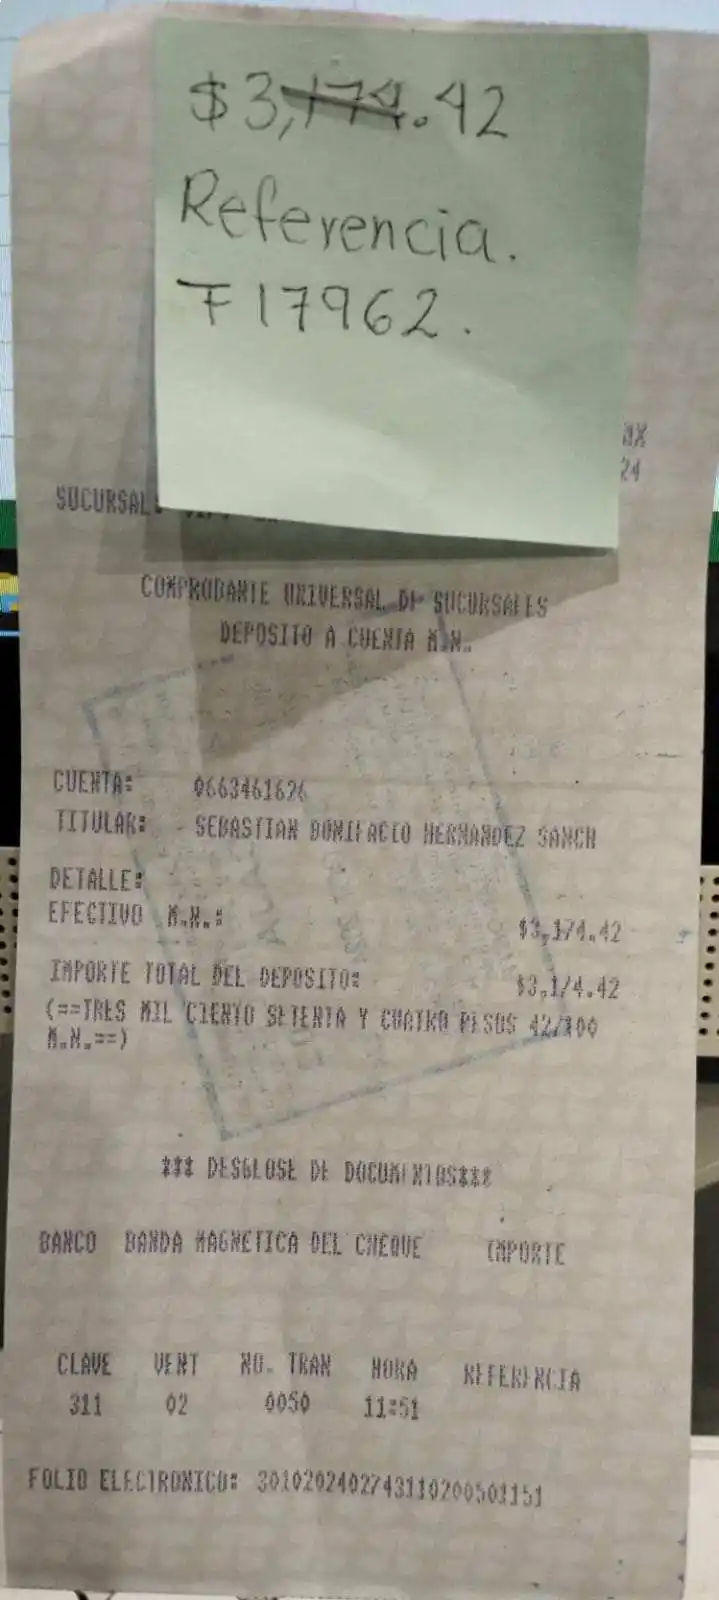 $3,174.42
Referencia.
F17962.
MX
24
SUCURSAL:
COMPROBANTE UNIVERSAL DE SUCURSALES
DEPOSITO A CUENTA M.N.
CUENTA: 0663461626
TITULAR: SEBASTIAN BONIFACIO HERNANDEZ SANCH
DETALLE:
EFECTIVO M.N.: $3,174.42
IMPORTE TOTAL DEL DEPOSITO: $3,174.42
(==TRES MIL CIENTO SETENTA Y CUATRO PESOS 42/100
M.N.==)
*** DESGLOSE DE DOCUMENTOS***
BANCO BANDA MAGNETICA DEL CHEQUE IMPORTE
CLAVE VENT NO. TRAN HORA REFERENCIA
311 02 0050 11:51
FOLIO ELECTRONICO: 3010202402743110200501151